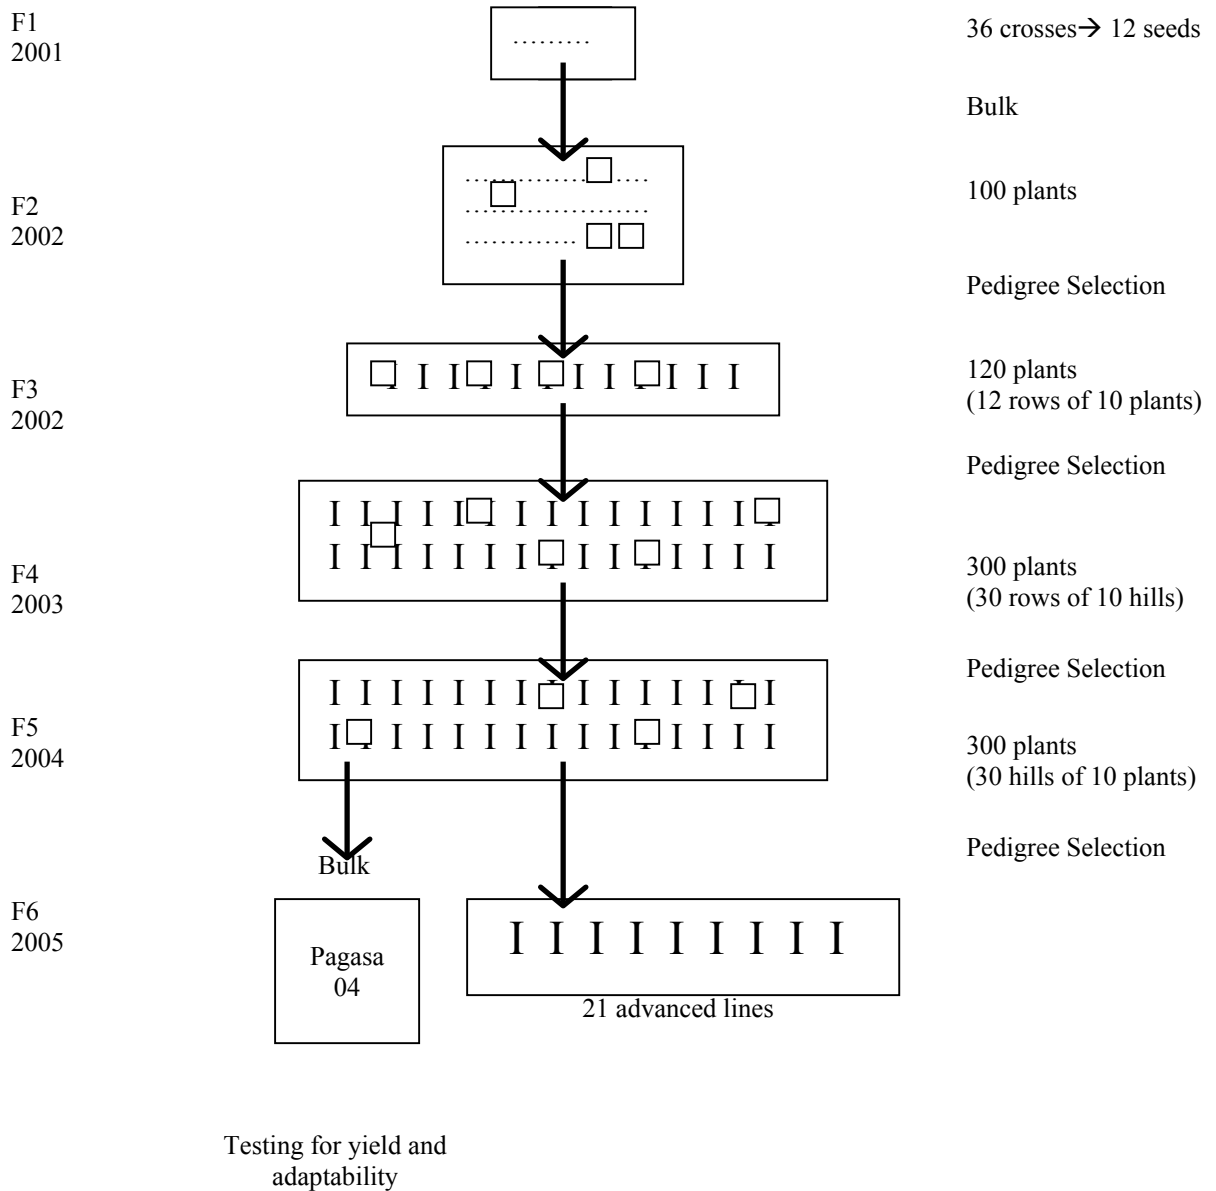 F1
2001
36 crosses→ 12 seeds
Bulk
F2
2002
100 plants
Pedigree Selection
F3
2002
I I I I I I I I I I I I
120 plants
(12 rows of 10 plants)
Pedigree Selection
I I I I I I I I I I I I I I I
I I I I I I I I I I I I I I I
F4
2003
300 plants
(30 rows of 10 hills)
Pedigree Selection
I I I I I I I I I I I I I I I
I I I I I I I I I I I I I I I
F5
2004
300 plants
(30 hills of 10 plants)
Pedigree Selection
Bulk
F6
2005
Pagasa
04
I I I I I I I I I
21 advanced lines
Testing for yield and
adaptability